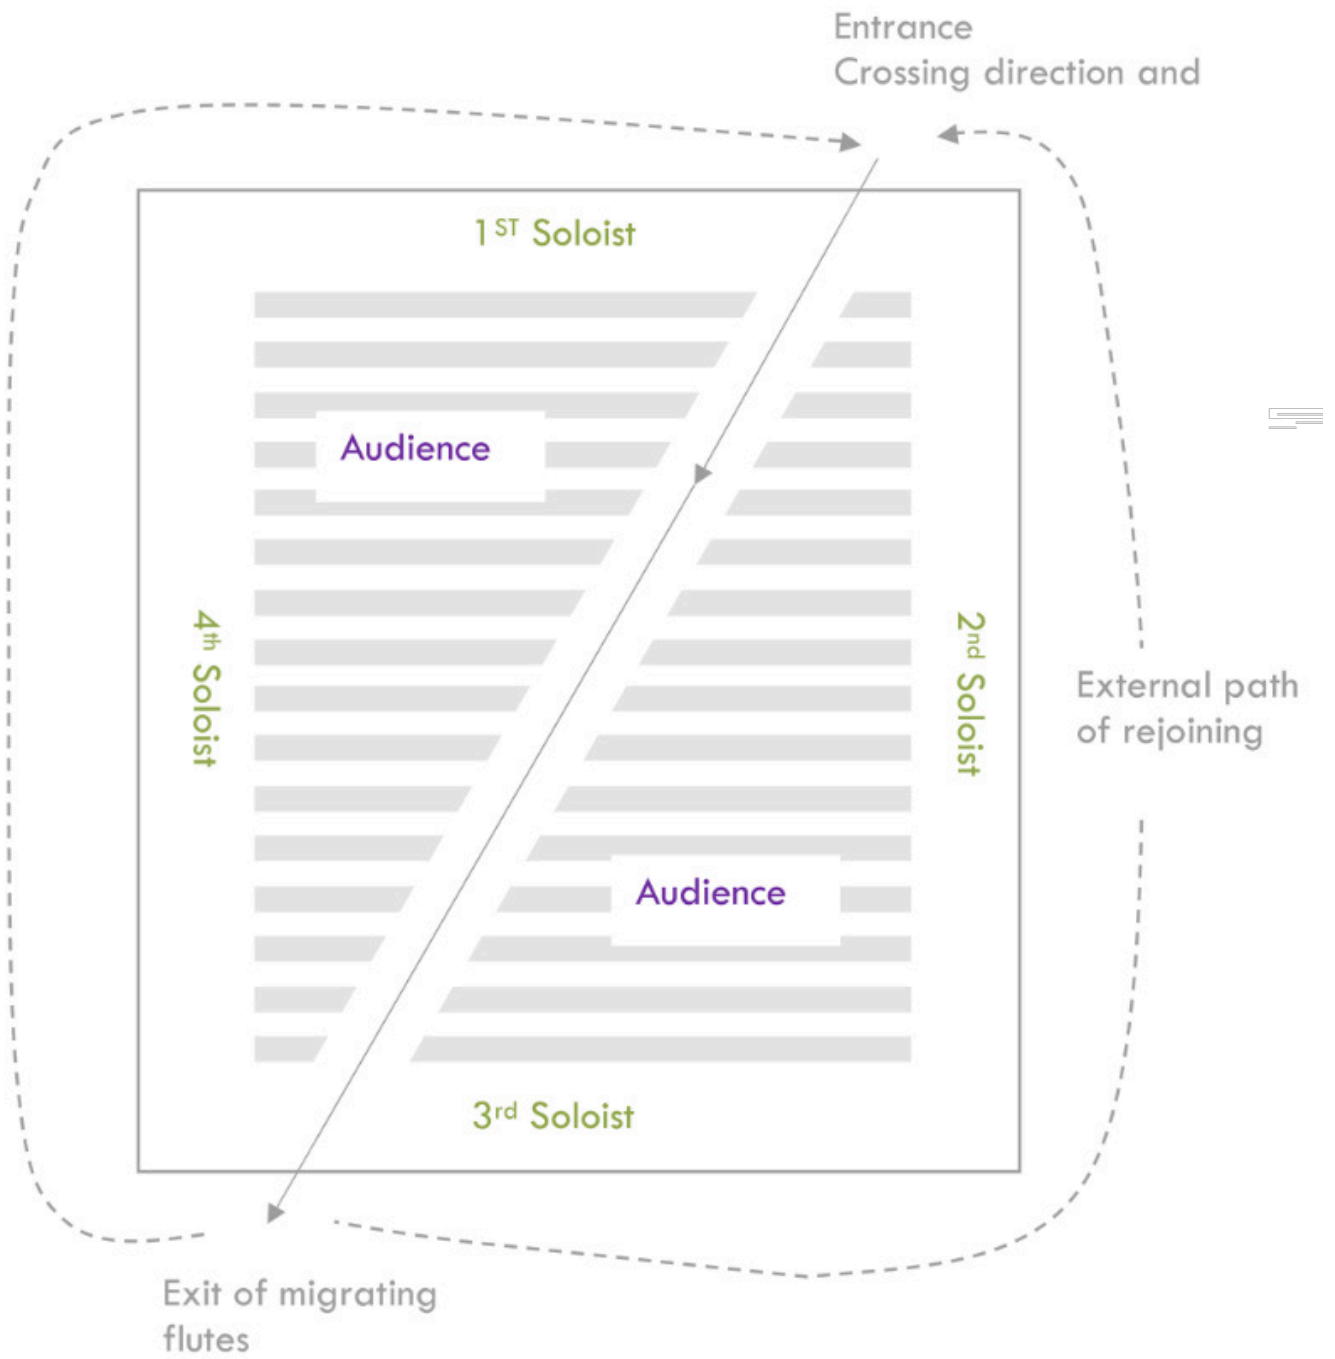 Entrance
Crossing direction and
1ST Soloist
Audience
4th Soloist
2nd Soloist
External path
of rejoining
Audience
3rd Soloist
Exit of migrating
flutes